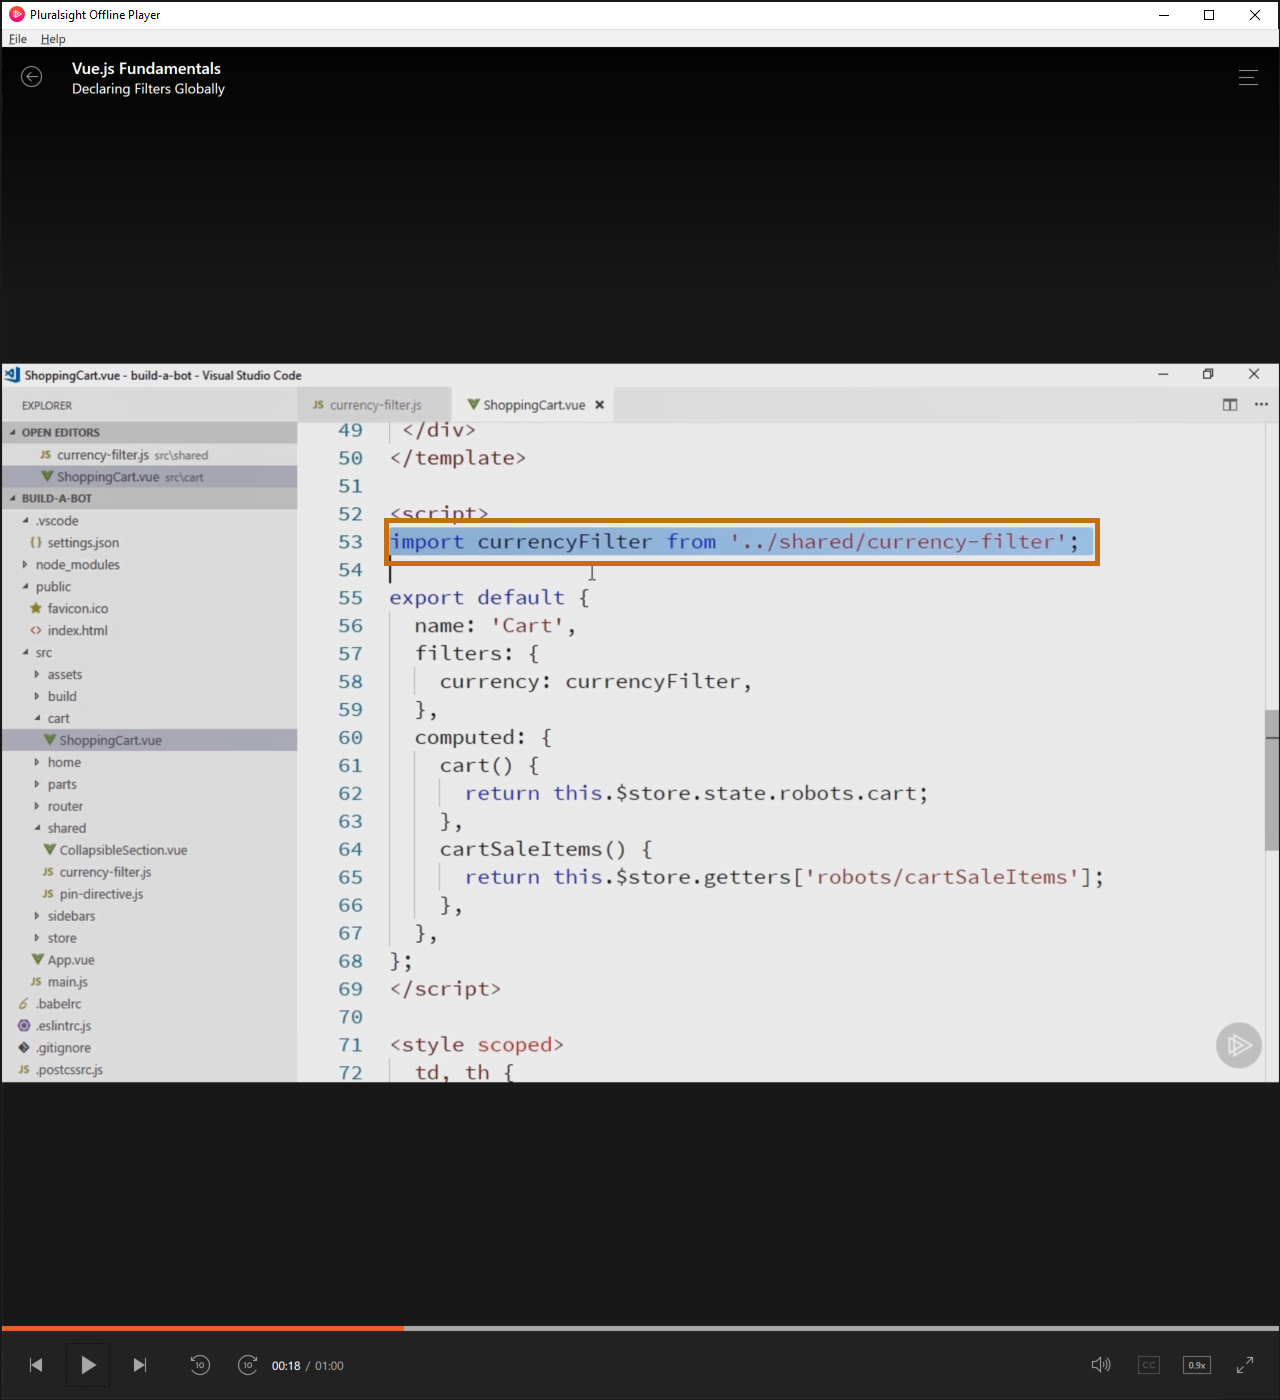 Pluralsight Offline Player
File Help
Vue.js Fundamentals
Declaring Filters Globally
ShoppingCart.vue - build-a-bot - Visual Studio Code
EXPLORER
OPEN EDITORS
JS currency-filter.js src\shared
ShoppingCart.vue src\cart
BUILD-A-BOT
.vscode
{} settings.json
node_modules
public
favicon.ico
<> index.html
src
assets
build
cart
ShoppingCart.vue
home
parts
router
shared
CollapsibleSection.vue
JS currency-filter.js
JS pin-directive.js
sidebars
store
App.vue
JS main.js
6 .babelrc
.eslintrc.js
.gitignore
JS .postcssrc.js
JS currency-filter.js ShoppingCart.vue
49 </div>
50 </template>
51
52 <script>
53 import currencyFilter from '../shared/currency-filter';
54
55 export default {
56 name: 'Cart',
57 filters: {
58 currency: currencyFilter,
59 },
60 computed: {
61 cart() {
62 return this.$store.state.robots.cart;
63 },
64 cartSaleItems() {
65 return this.$store.getters['robots/cartSaleItems'];
66 },
67 },
68 };
69 </script>
70
71 <style scoped>
72 td, th {
10 10 00:18 / 01:00 CC 0.9x